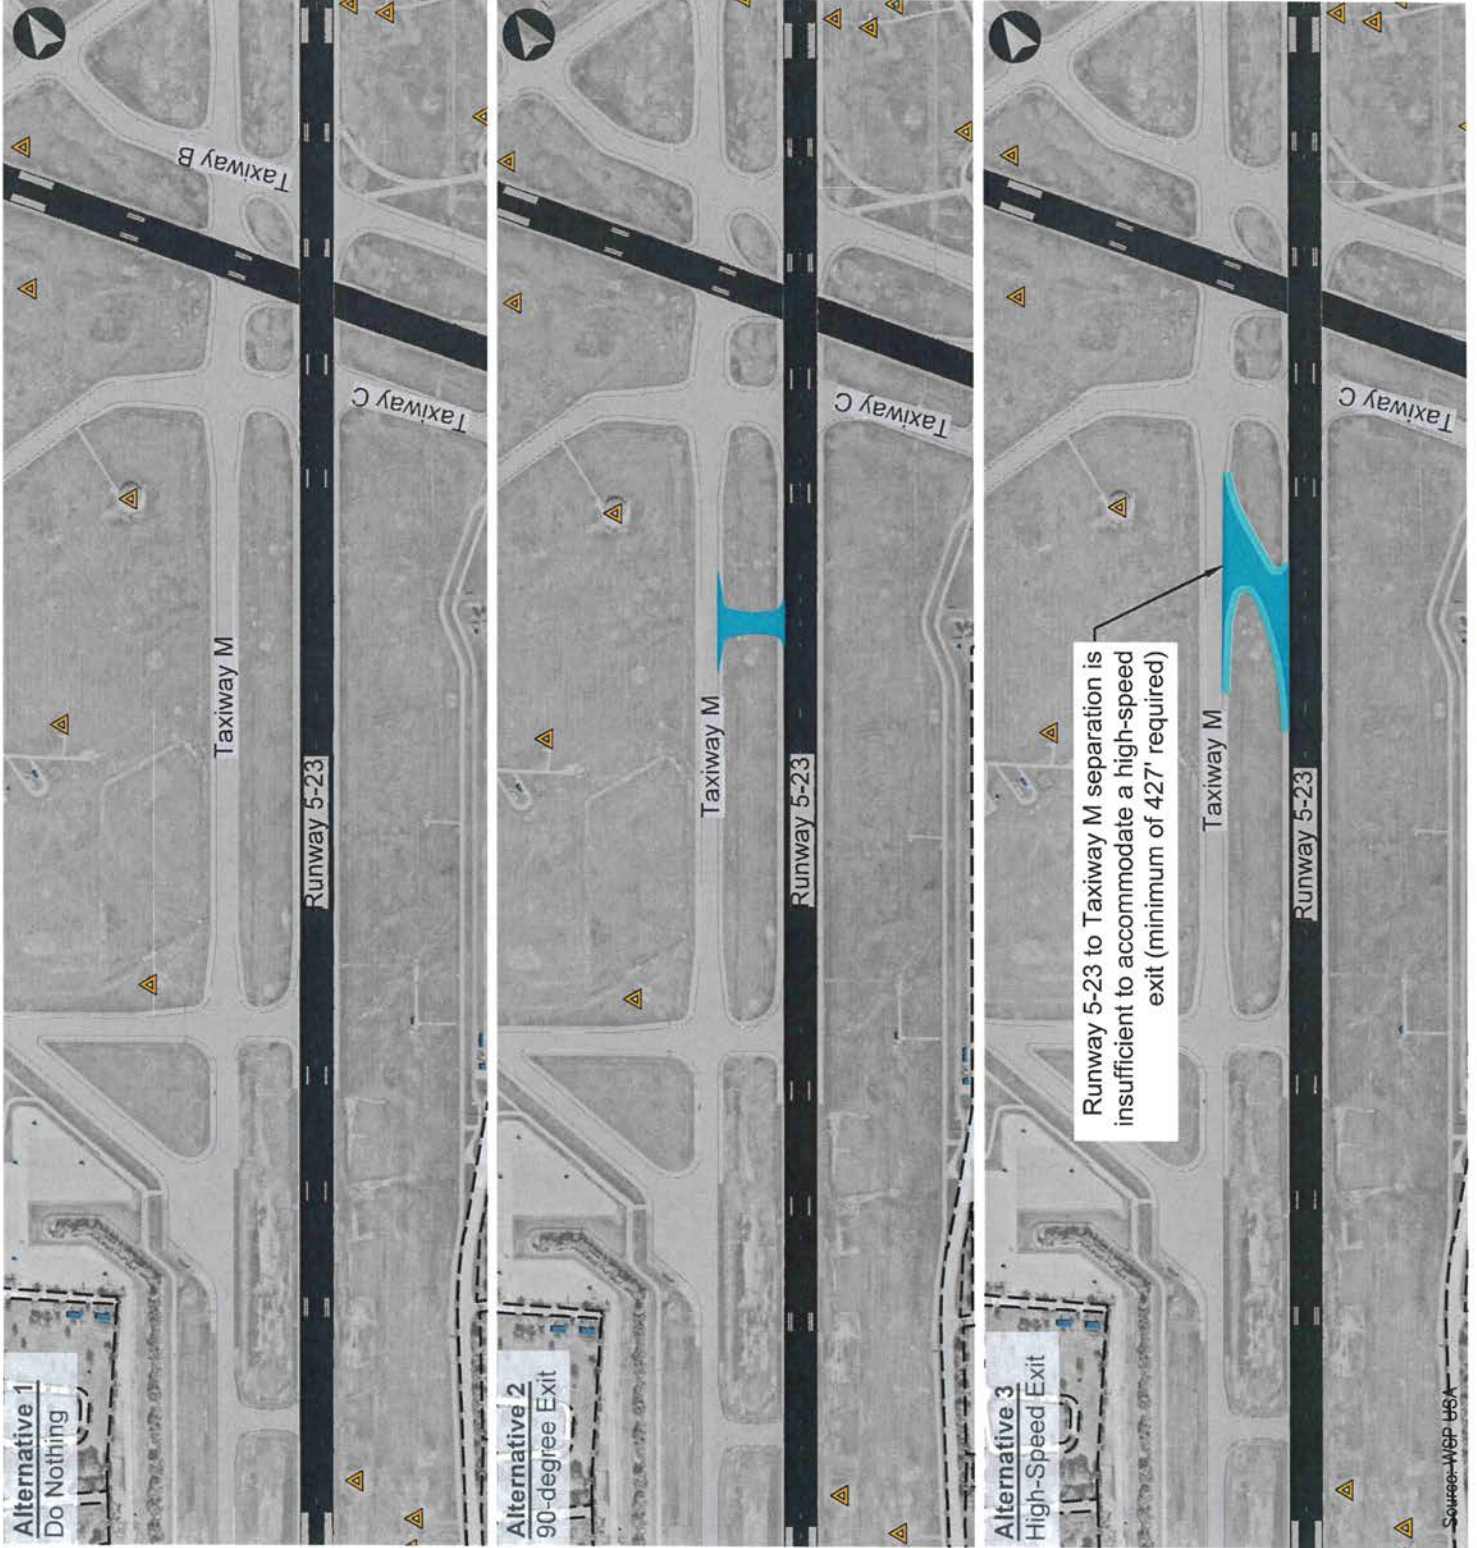 Alternative 1
Do Nothing
Taxiway M
Runway 5-23
Taxiway B
Taxiway C
Alternative 2
90-degree Exit
Taxiway M
Runway 5-23
Taxiway C
Alternative 3
High-Speed Exit
Runway 5-23 to Taxiway M separation is
insufficient to accommodate a high-speed
exit (minimum of 427' required)
Taxiway M
Runway 5-23
Taxiway C
Source: WSP USA